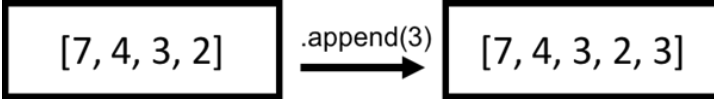 [7, 4, 3, 2]
.append(3)
[7, 4, 3, 2, 3]